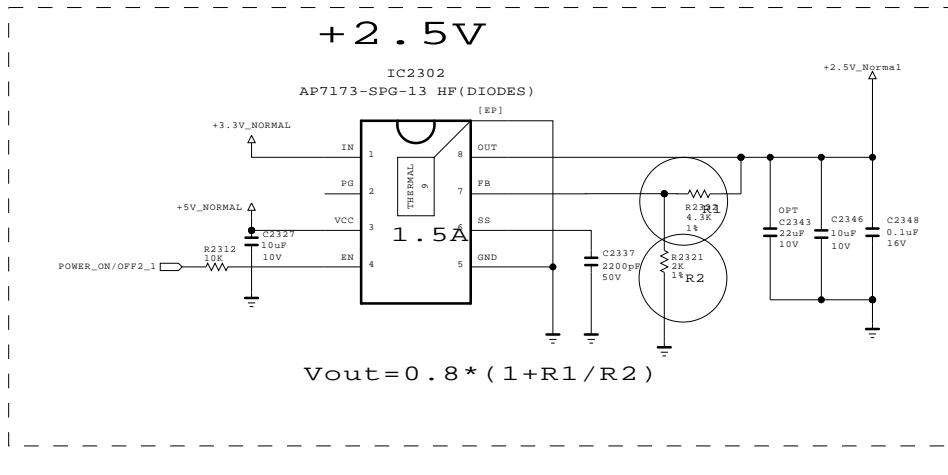 +2.5V
IC2302
AP7173-SPG-13 HF(DIODES)
[EP]
+2.5V_Normal
+3.3V_NORMAL
IN
1
8
OUT
THERMAL
9
PG
2
7
FB
R1
4.3K
1%
+5V_NORMAL
VCC
3
6
SS
1.5A
C2327
10uF
10V
R2312
10K
POWER_ON/OFF2_1
EN
4
5
GND
C2337
2200pF
50V
R2321
2K
1%
R2
OPT
C2343
22uF
10V
C2346
10uF
10V
C2348
0.1uF
16V
Vout=0.8*(1+R1/R2)